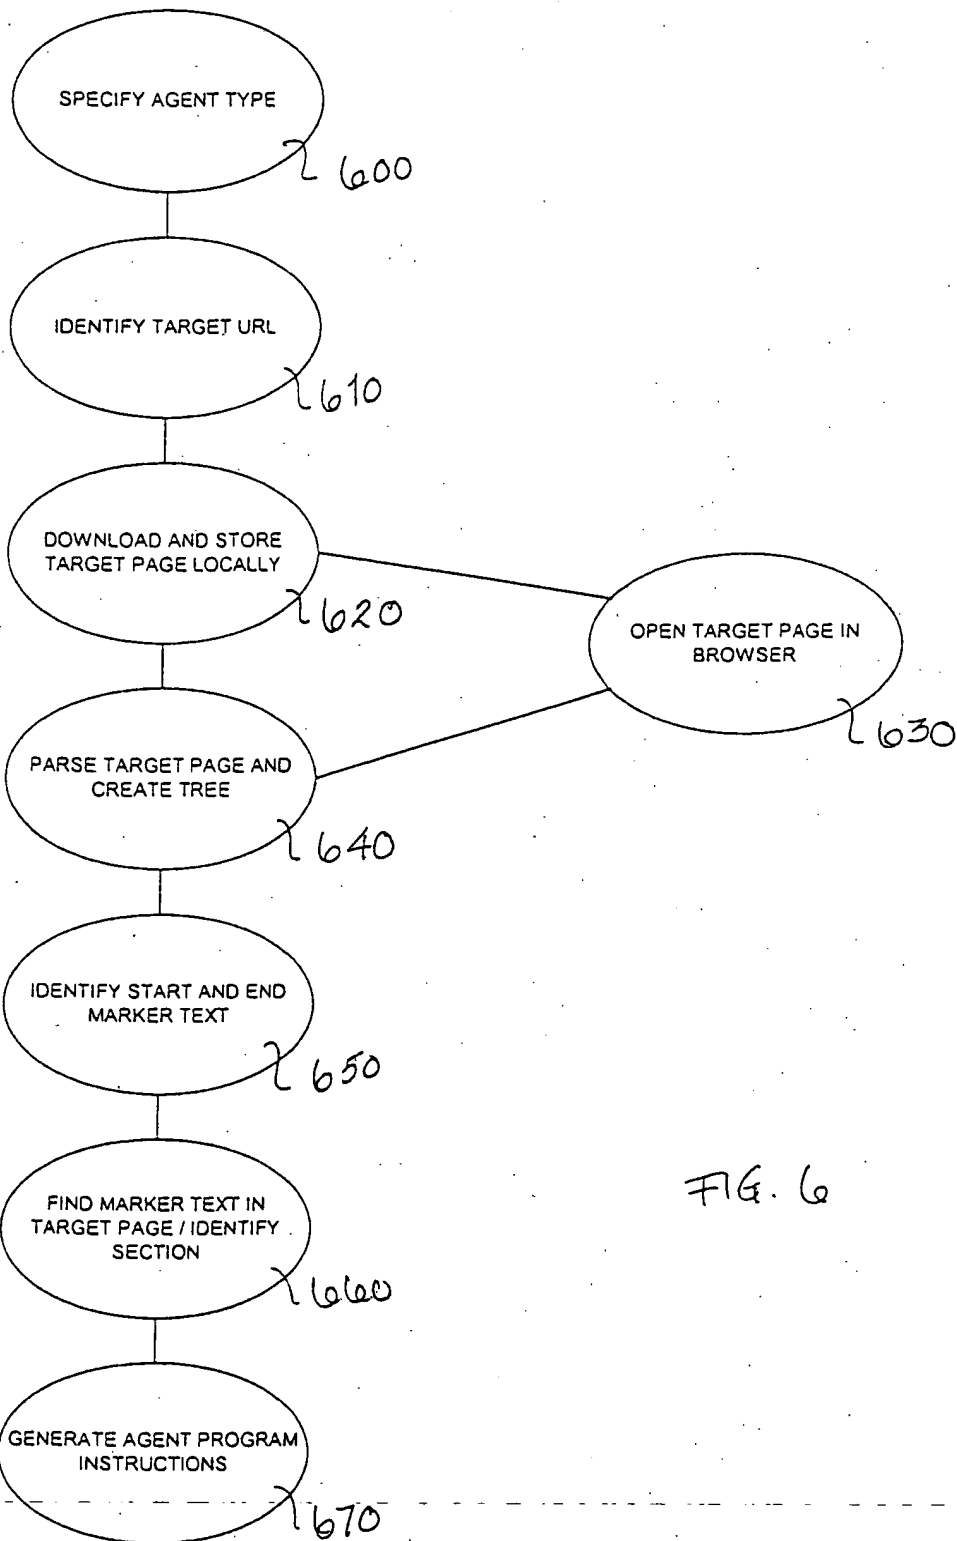 SPECIFY AGENT TYPE
600
IDENTIFY TARGET URL
610
DOWNLOAD AND STORE
TARGET PAGE LOCALLY
620
OPEN TARGET PAGE IN
BROWSER
630
PARSE TARGET PAGE AND
CREATE TREE
640
IDENTIFY START AND END
MARKER TEXT
650
FIND MARKER TEXT IN
TARGET PAGE / IDENTIFY
SECTION
660
FIG. 6
GENERATE AGENT PROGRAM
INSTRUCTIONS
670